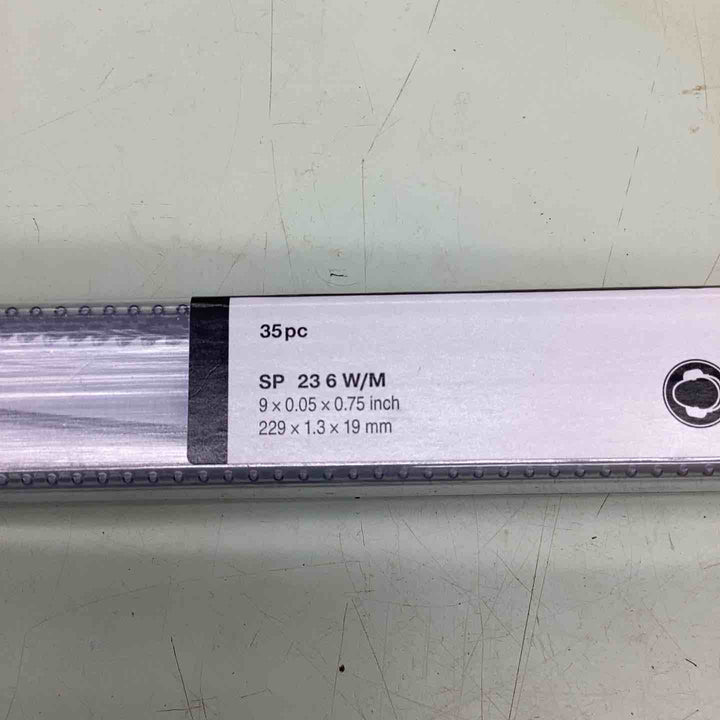 35pc
SP 23 6 W/M
9 x 0.05 x 0.75 inch
229 x 1.3 x 19 mm